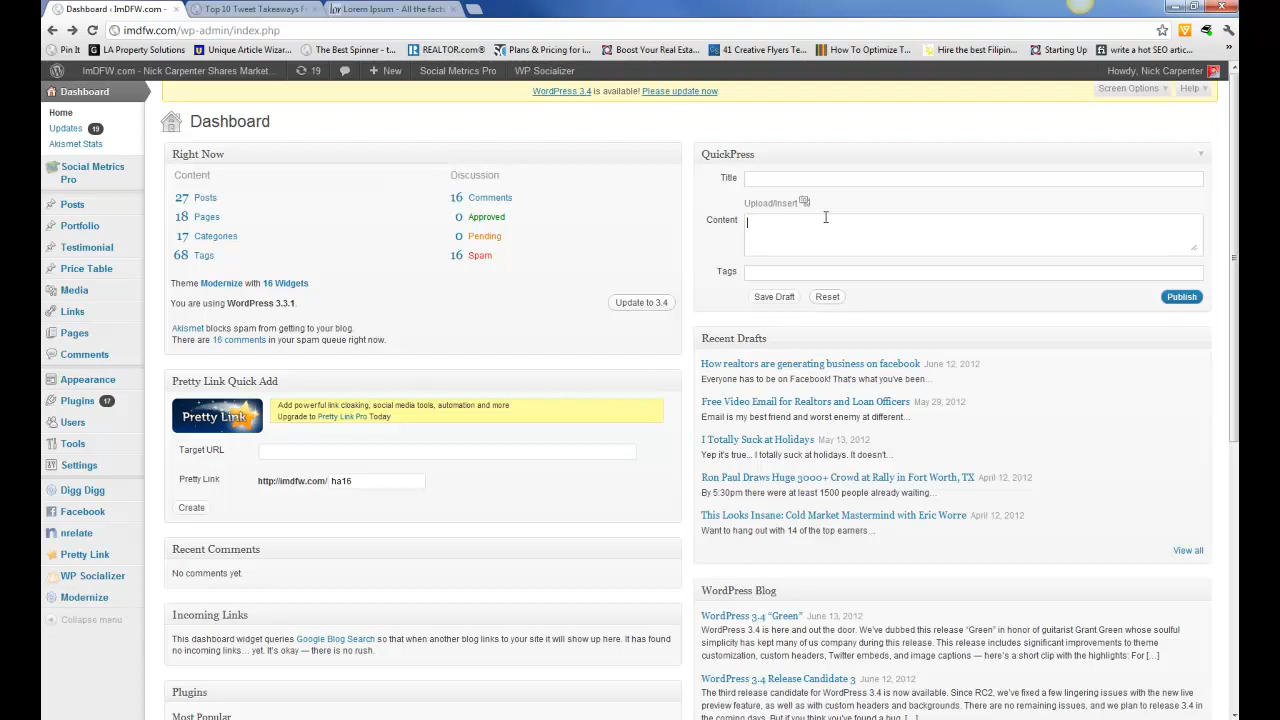 Dashboard ‹ ImDFW.com -
Top 10 Tweet Takeaways F
Lorem Ipsum - All the facts
imdfw.com/wp-admin/index.php
Pin It
LA Property Solutions
Unique Article Wizar...
The Best Spinner - t...
REALTOR.com®
Plans & Pricing for i...
Boost Your Real Esta...
41 Creative Flyers Te...
How To Optimize T...
Hire the best Filipin...
Starting Up
write a hot SEO artic...
ImDFW.com - Nick Carpenter Shares Market...
19
New
Social Metrics Pro
WP Socializer
Howdy, Nick Carpenter
Dashboard
WordPress 3.4 is available! Please update now.
Screen Options
Help
Home
Updates 19
Akismet Stats
Social Metrics
Pro
Posts
Portfolio
Testimonial
Price Table
Media
Links
Pages
Comments
Appearance
Plugins 17
Users
Tools
Settings
Digg Digg
Facebook
nrelate
Pretty Link
WP Socializer
Modernize
Collapse menu
Dashboard
Right Now
Content
Discussion
27 Posts
16 Comments
18 Pages
0 Approved
17 Categories
0 Pending
68 Tags
16 Spam
Theme Modernize with 16 Widgets
You are using WordPress 3.3.1.
Update to 3.4
Akismet blocks spam from getting to your blog.
There are 16 comments in your spam queue right now.
Pretty Link Quick Add
Pretty Link
Add powerful link cloaking, social media tools, automation and more
Upgrade to Pretty Link Pro Today
Target URL
Pretty Link
http://imdfw.com/ ha16
Create
Recent Comments
No comments yet.
Incoming Links
This dashboard widget queries Google Blog Search so that when another blog links to your site it will show up here. It has found
no incoming links… yet. It's okay — there is no rush.
Plugins
Most Popular
QuickPress
Title
Upload/Insert
Content
Tags
Save Draft
Reset
Publish
Recent Drafts
How realtors are generating business on facebook June 12, 2012
Everyone has to be on Facebook! That's what you've been…
Free Video Email for Realtors and Loan Officers May 29, 2012
Email is my best friend and worst enemy at different…
I Totally Suck at Holidays May 13, 2012
Yep it's true... I totally suck at holidays. It doesn't…
Ron Paul Draws Huge 3000+ Crowd at Rally in Fort Worth, TX April 12, 2012
By 5:30pm there were at least 1500 people already waiting…
This Looks Insane: Cold Market Mastermind with Eric Worre April 12, 2012
Want to hang out with 14 of the top earners…
View all
WordPress Blog
WordPress 3.4 “Green” June 13, 2012
WordPress 3.4 is here and out the door. We've dubbed this release “Green” in honor of guitarist Grant Green whose soulful
simplicity has kept many of us company during this release. This release includes significant improvements to theme
customization, custom headers, Twitter embeds, and image captions — here's a short clip with the highlights: For […]
WordPress 3.4 Release Candidate 3 June 12, 2012
The third release candidate for WordPress 3.4 is now available. Since RC2, we've fixed a few lingering issues with the new live
preview feature, as well as custom headers and backgrounds. There are no remaining issues, and we plan to release 3.4
in the coming days. But if you think you've found a bug, […]